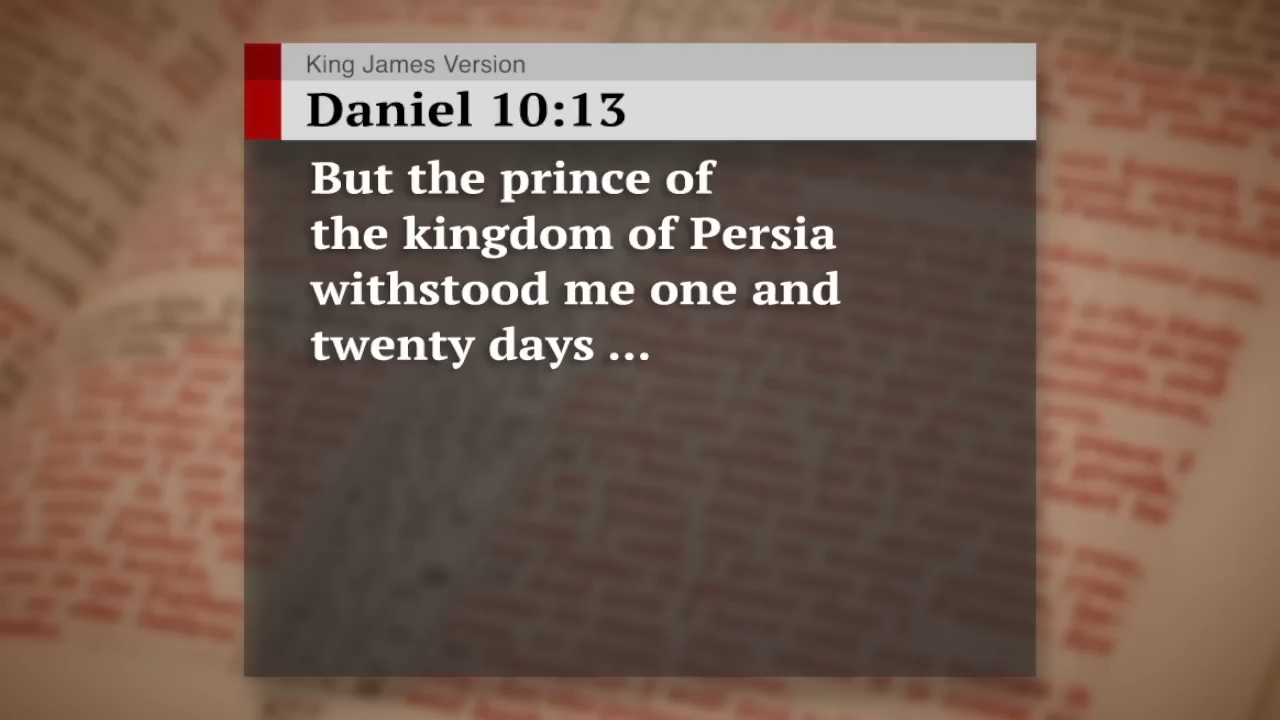 King James Version
Daniel 10:13
But the prince of
the kingdom of Persia
withstood me one and
twenty days ...